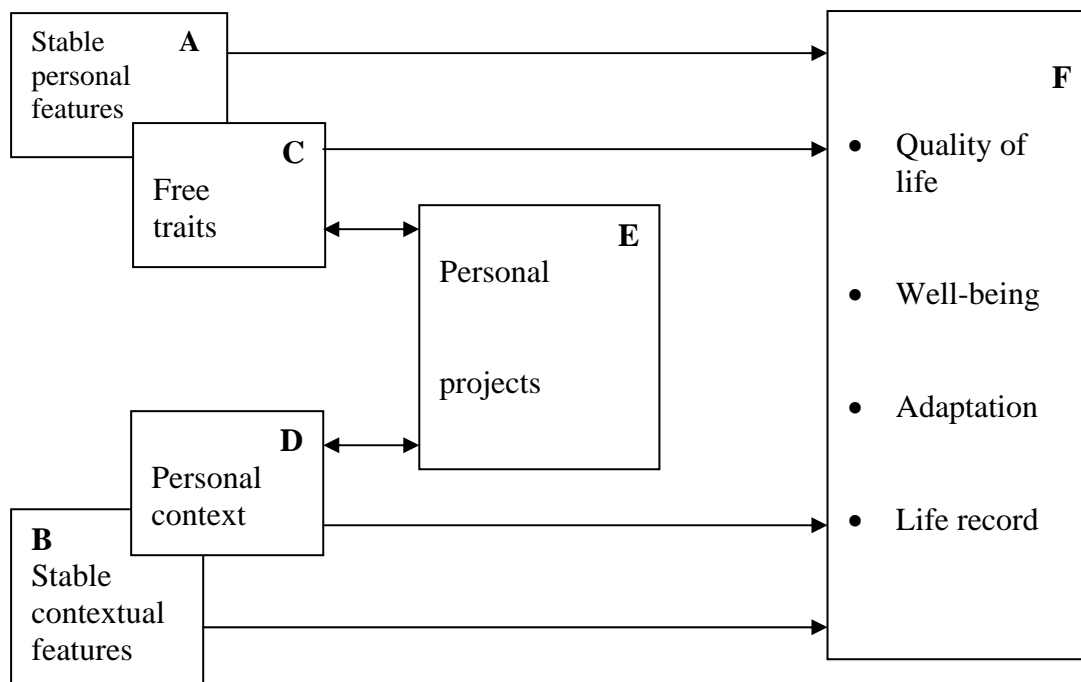 Stable A
personal
features
C
Free
traits
E
Personal
projects
D
Personal
context
B
Stable
contextual
features
F
• Quality of
life
• Well-being
• Adaptation
• Life record